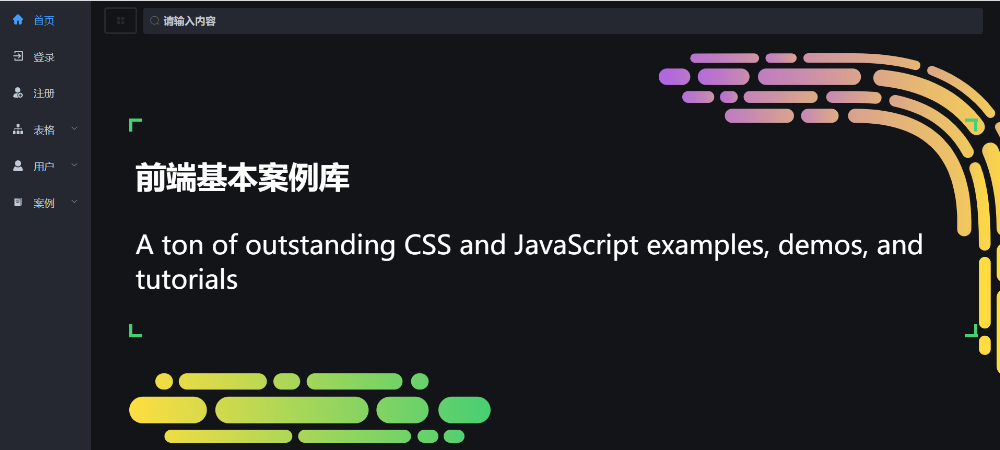 首页
登录
注册
表格
用户
案例
请输入内容
前端基本案例库
A ton of outstanding CSS and JavaScript examples, demos, and
tutorials